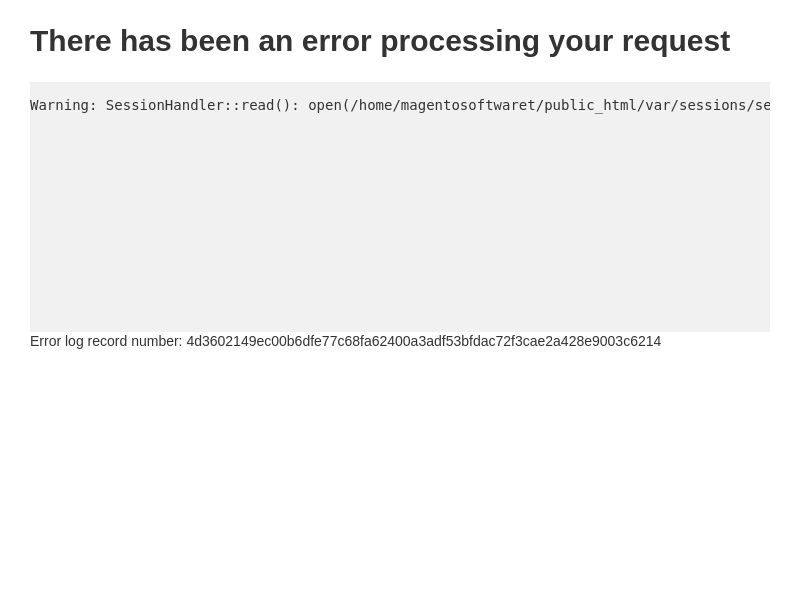 There has been an error processing your request
Warning: SessionHandler::read(): open(/home/magentosoftwaret/public_html/var/sessions/se
Error log record number: 4d3602149ec00b6dfe77c68fa62400a3adf53bfdac72f3cae2a428e9003c6214